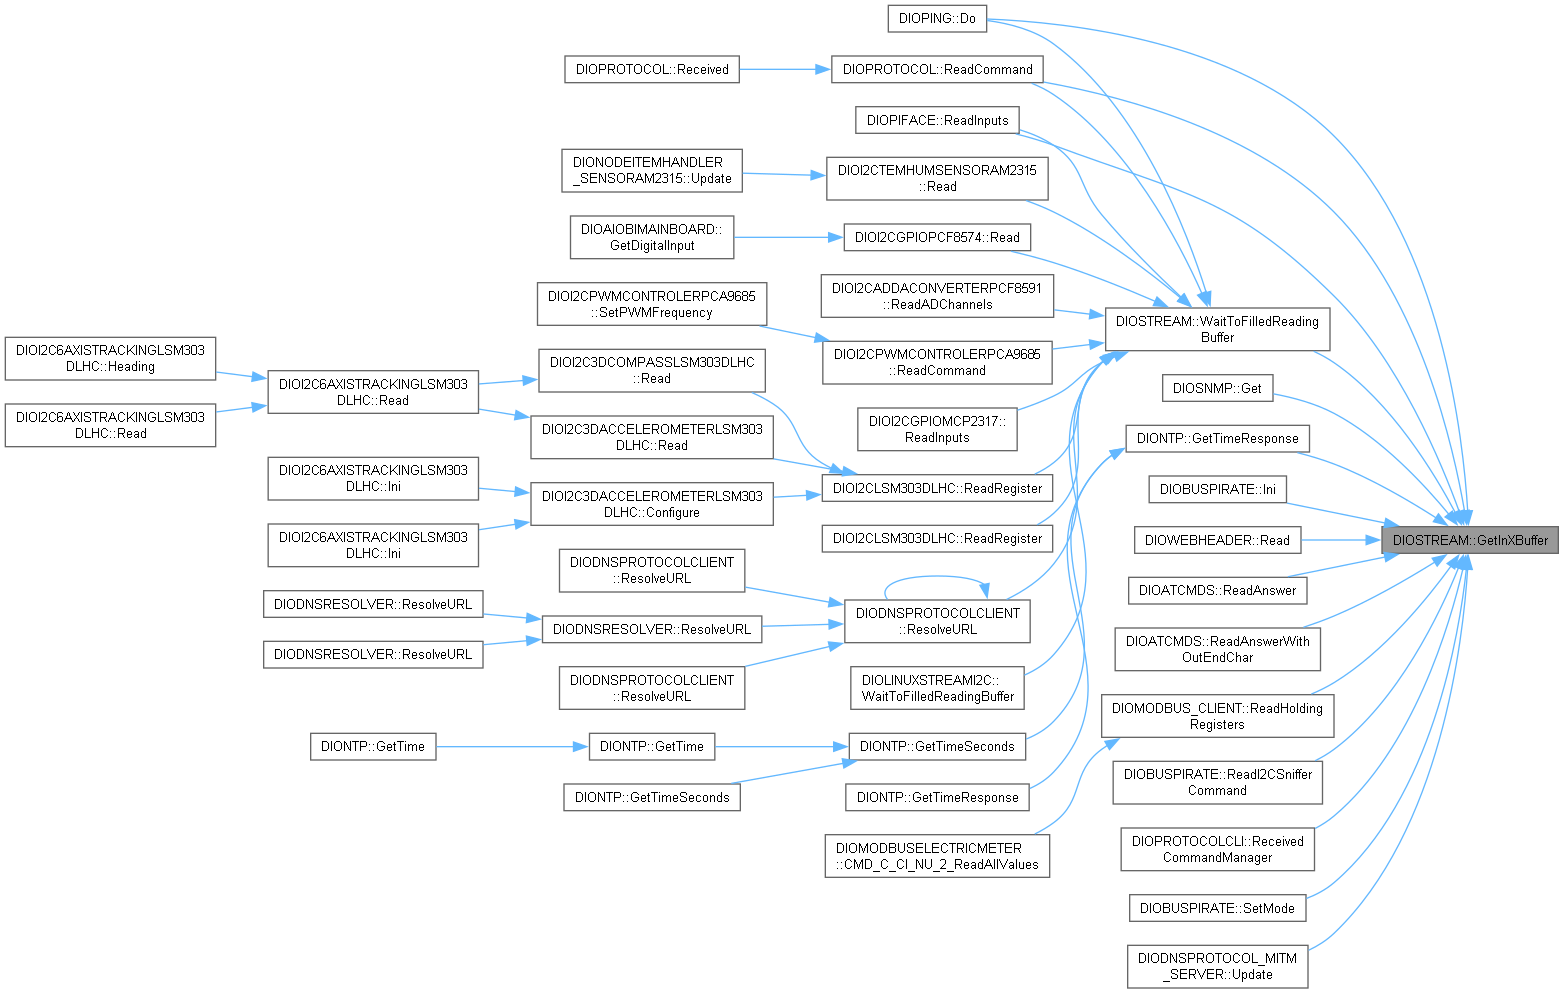 DIOPING::Do
DIOPROTOCOL::Received
DIOPROTOCOL::ReadCommand
DIOPIFACE::ReadInputs
DIONODEITEMHANDLER
_SENSORAM2315::Update
DIOI2CTEMHUMSENSORAM2315
::Read
DIOAIOBIMAINBOARD::
GetDigitalInput
DIOI2CGPIOPCF8574::Read
DIOI2CADDACONVERTERPCF8591
::ReadADChannels
DIOI2CPWMCONTROLERPCA9685
::SetPWMFrequency
DIOSTREAM::WaitToFilledReading
Buffer
DIOI2C6AXISTRACKINGLSM303
DLHC::Heading
DIOI2C6AXISTRACKINGLSM303
DLHC::Read
DIOI2C6AXISTRACKINGLSM303
DLHC::Read
DIOI2C3DCOMPASSLSM303DLHC
::Read
DIOI2CPWMCONTROLERPCA9685
::ReadCommand
DIOSNMP::Get
DIOI2C3DACCELEROMETERLSM303
DLHC::Read
DIOI2CGPIOMCP2317::
ReadInputs
DIONTP::GetTimeResponse
DIOI2C6AXISTRACKINGLSM303
DLHC::Ini
DIOI2C6AXISTRACKINGLSM303
DLHC::Ini
DIOI2C3DACCELEROMETERLSM303
DLHC::Configure
DIOI2CLSM303DLHC::ReadRegister
DIOI2CLSM303DLHC::ReadRegister
DIOBUSPIRATE::Ini
DIOWEBHEADER::Read
DIOSTREAM::GetInXBuffer
DIODNSPROTOCOLCLIENT
::ResolveURL
DIOATCMDS::ReadAnswer
DIODNSRESOLVER::ResolveURL
DIODNSRESOLVER::ResolveURL
DIODNSRESOLVER::ResolveURL
DIODNSPROTOCOLCLIENT
::ResolveURL
DIOATCMDS::ReadAnswerWith
OutEndChar
DIODNSPROTOCOLCLIENT
::ResolveURL
DIOLINUXSTREAMI2C::
WaitToFilledReadingBuffer
DIOMODBUS_CLIENT::ReadHolding
Registers
DIONTP::GetTime
DIONTP::GetTime
DIONTP::GetTimeSeconds
DIOBUSPIRATE::ReadI2CSniffer
Command
DIONTP::GetTimeSeconds
DIONTP::GetTimeResponse
DIOMODBUSELECTRICMETER
::CMD_C_CI_NU_2_ReadAllValues
DIOPROTOCOLCLI::Received
CommandManager
DIOBUSPIRATE::SetMode
DIODNSPROTOCOL_MITM
_SERVER::Update